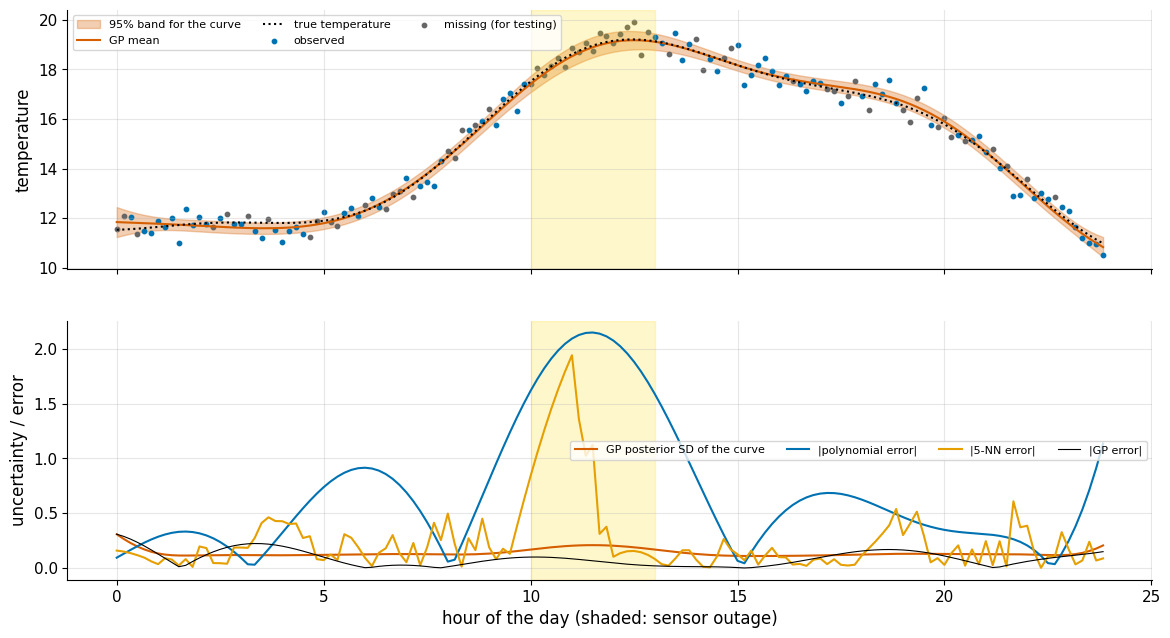 95% band for the curve
GP mean
true temperature
observed
missing (for testing)
20
18
16
14
12
10
temperature
GP posterior SD of the curve
|polynomial error|
|5-NN error|
|GP error|
2.0
1.5
1.0
0.5
0.0
uncertainty / error
0
5
10
15
20
25
hour of the day (shaded: sensor outage)